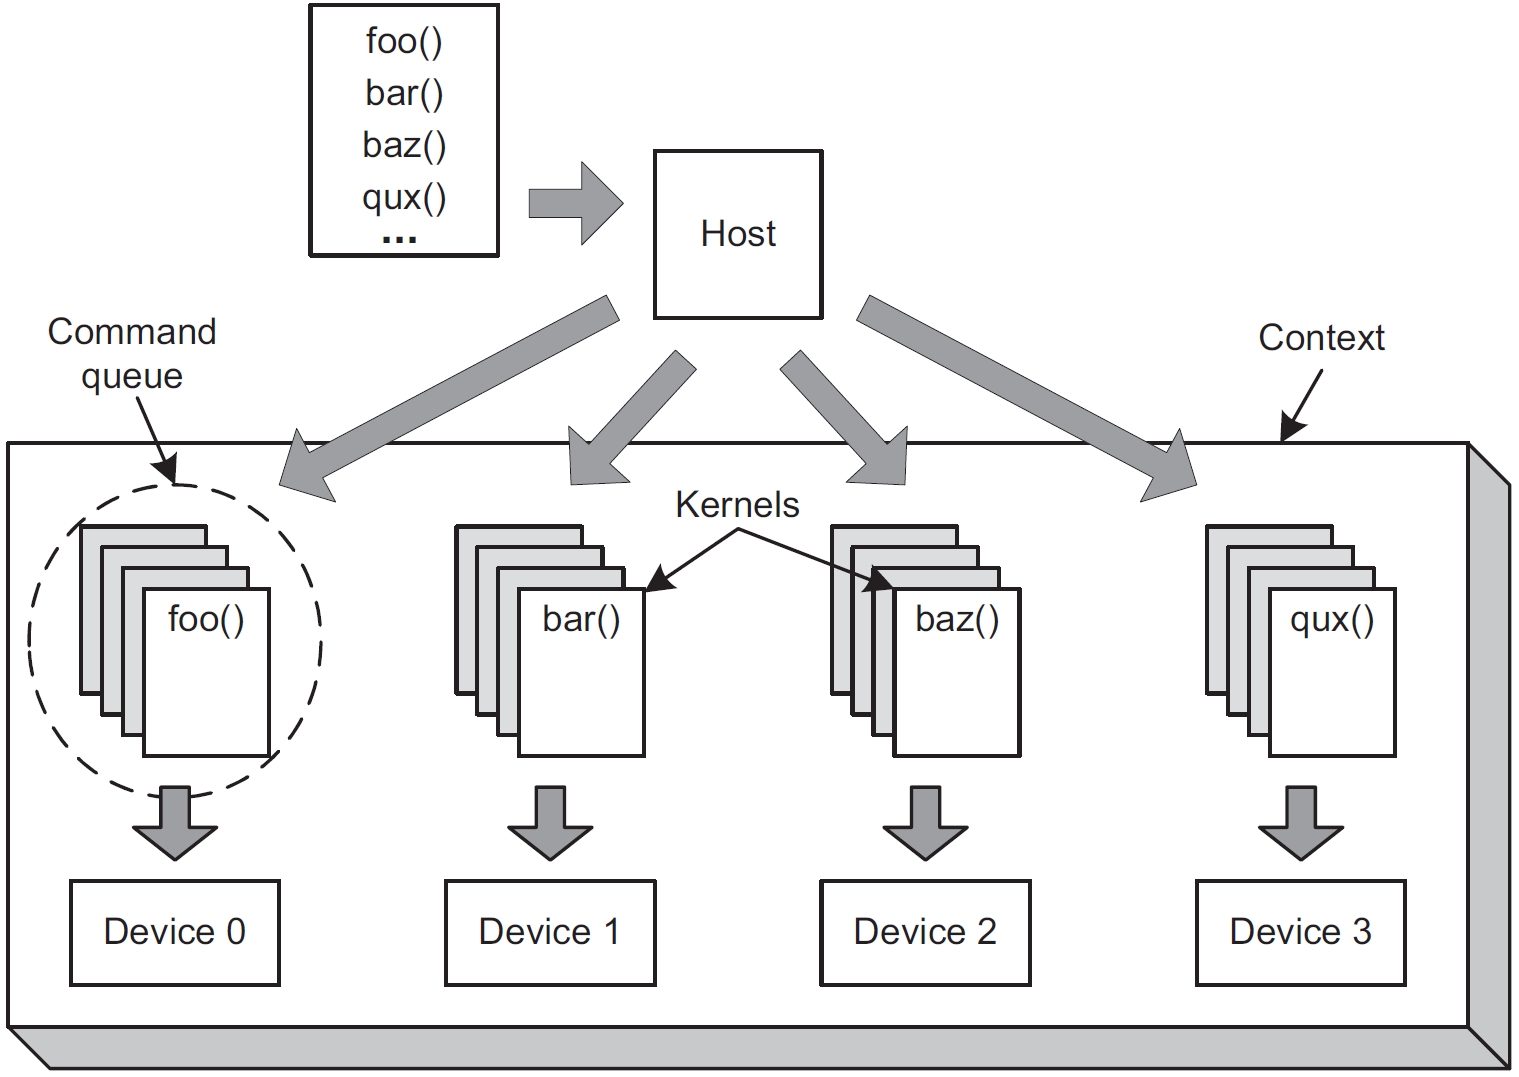 foo()
bar()
baz()
qux()
...
Host
Command
queue
Context
Kernels
foo()
bar()
baz()
qux()
Device 0
Device 1
Device 2
Device 3